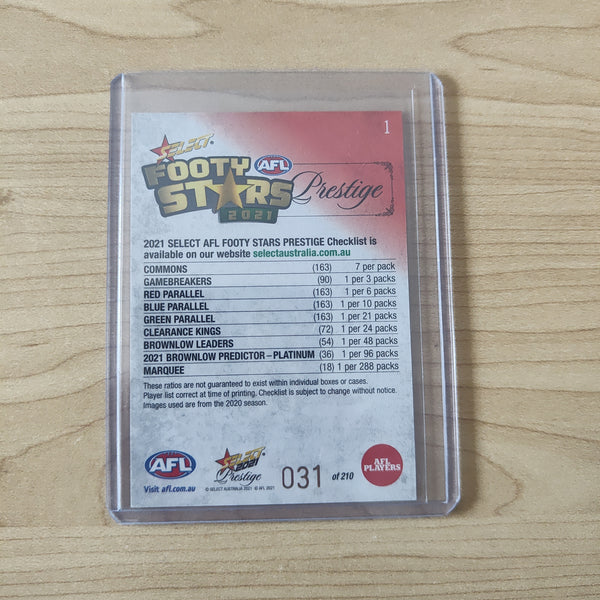 1
SELECT
FOOTY AFL
STARS Prestige
2021
2021 SELECT AFL FOOTY STARS PRESTIGE Checklist is
available on our website selectaustralia.com.au
COMMONS (163) 7 per pack
GAMEBREAKERS (90) 1 per 3 packs
RED PARALLEL (163) 1 per 6 packs
BLUE PARALLEL (163) 1 per 10 packs
GREEN PARALLEL (163) 1 per 21 packs
CLEARANCE KINGS (72) 1 per 24 packs
BROWNLOW LEADERS (54) 1 per 48 packs
2021 BROWNLOW PREDICTOR – PLATINUM (36) 1 per 96 packs
MARQUEE (18) 1 per 288 packs
These ratios are not guaranteed to exist within individual boxes or cases.
Player list correct at time of printing. Checklist is subject to change without notice.
Images used are from the 2020 season.
AFL
Visit afl.com.au
SELECT
2021
Prestige
© SELECT AUSTRALIA 2021 © AFL 2021
031 of 210
AFL
PLAYERS